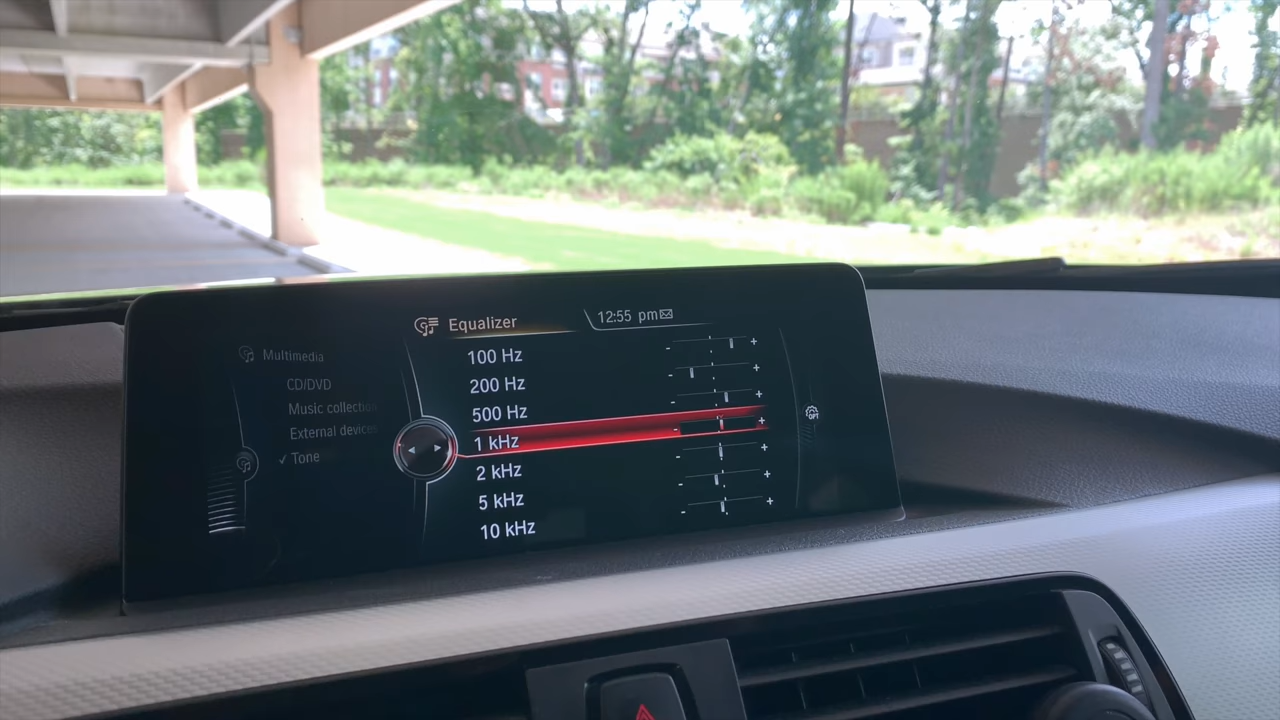 Equalizer
12:55 pm
Multimedia
CD/DVD
Music collection
External devices
✓ Tone
100 Hz - +
200 Hz - +
500 Hz - +
1 kHz - +
2 kHz - +
5 kHz - +
10 kHz - +
OPT